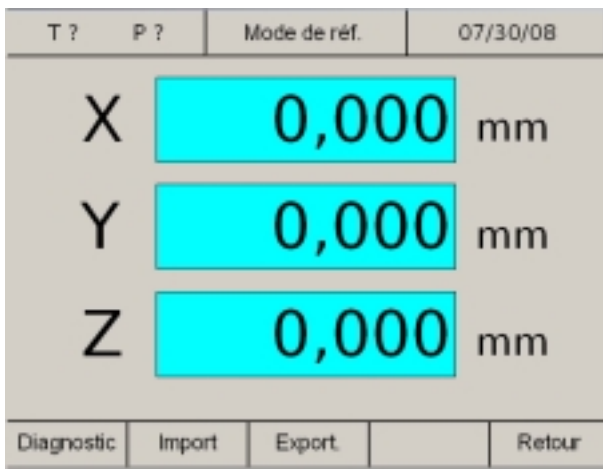 T ? P ? Mode de réf. 07/30/08
X 0,000 mm
Y 0,000 mm
Z 0,000 mm
Diagnostic Import Export. Retour